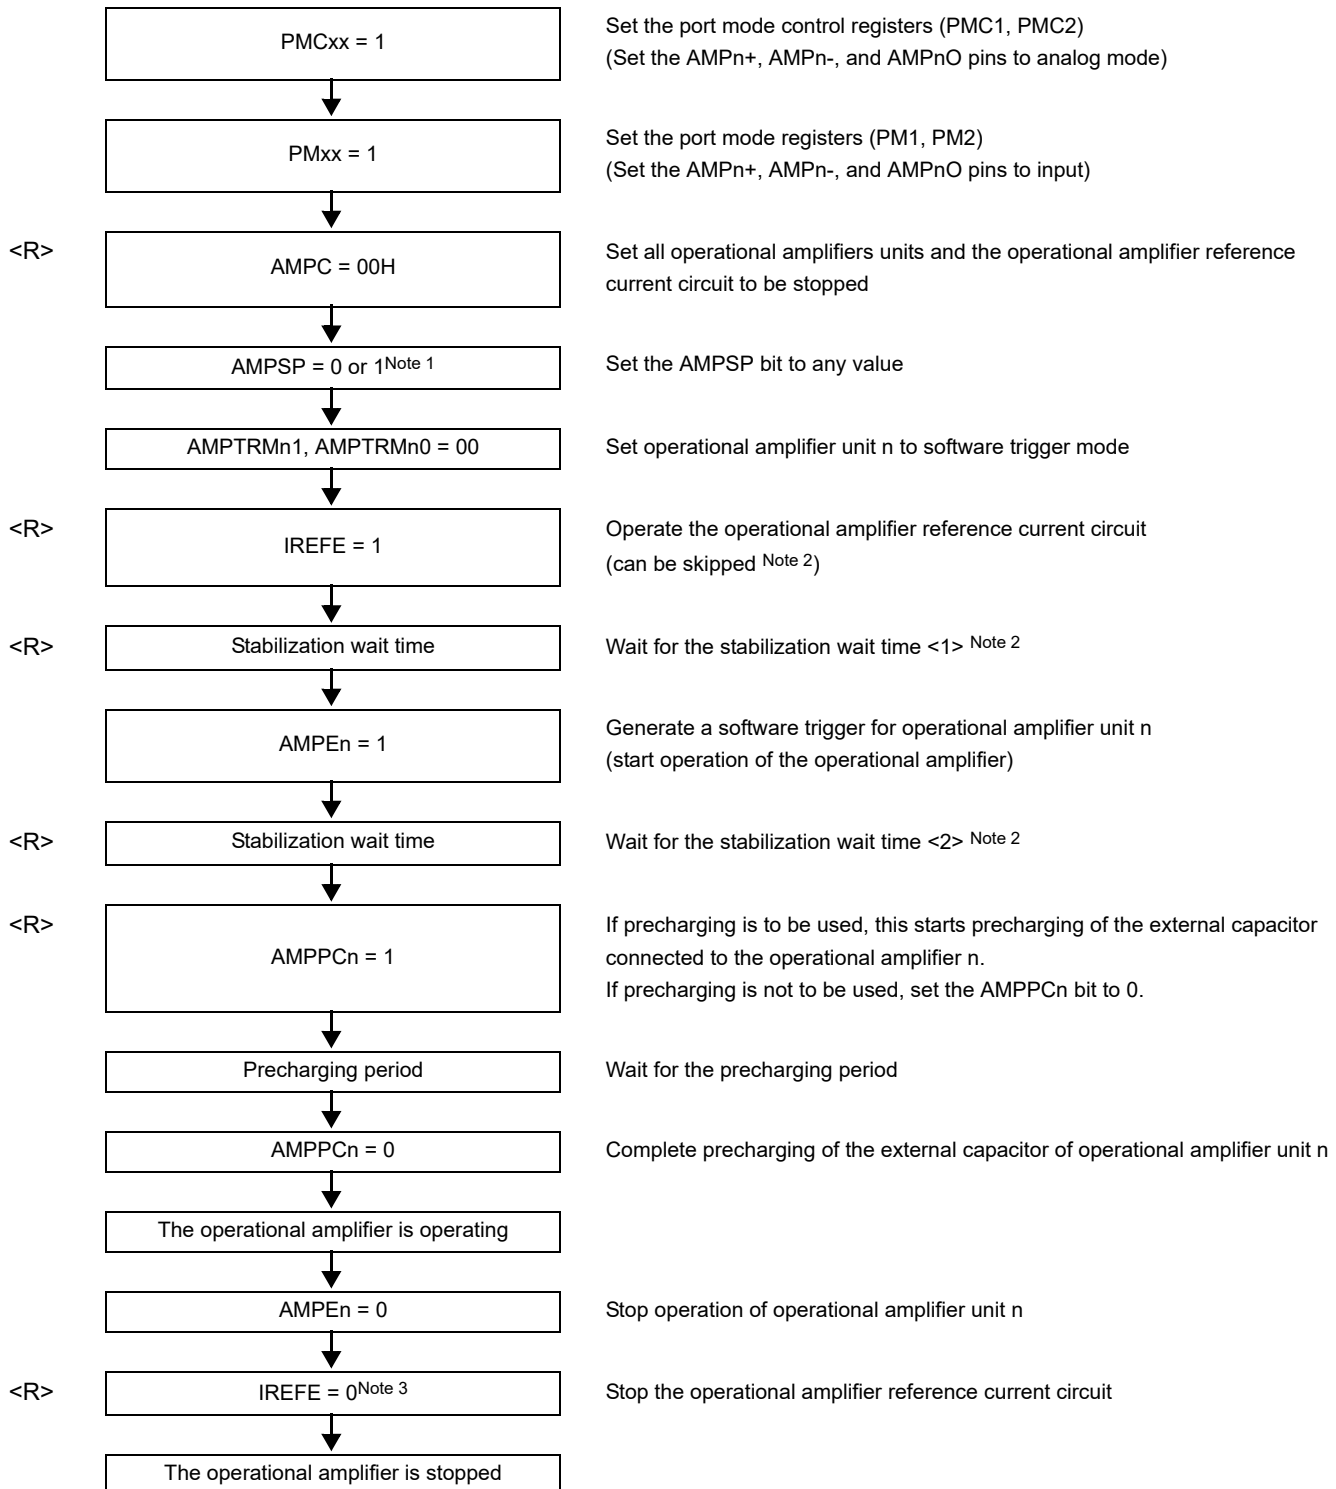 PMCxx = 1
Set the port mode control registers (PMC1, PMC2)
(Set the AMPn+, AMPn-, and AMPnO pins to analog mode)
PMxx = 1
Set the port mode registers (PM1, PM2)
(Set the AMPn+, AMPn-, and AMPnO pins to input)
<R>
AMPC = 00H
Set all operational amplifiers units and the operational amplifier reference
current circuit to be stopped
AMPSP = 0 or 1Note 1
Set the AMPSP bit to any value
AMPTRMn1, AMPTRMn0 = 00
Set operational amplifier unit n to software trigger mode
<R>
IREFE = 1
Operate the operational amplifier reference current circuit
(can be skipped Note 2)
<R>
Stabilization wait time
Wait for the stabilization wait time <1> Note 2
AMPEn = 1
Generate a software trigger for operational amplifier unit n
(start operation of the operational amplifier)
<R>
Stabilization wait time
Wait for the stabilization wait time <2> Note 2
<R>
AMPPCn = 1
If precharging is to be used, this starts precharging of the external capacitor
connected to the operational amplifier n.
If precharging is not to be used, set the AMPPCn bit to 0.
Precharging period
Wait for the precharging period
AMPPCn = 0
Complete precharging of the external capacitor of operational amplifier unit n
The operational amplifier is operating
AMPEn = 0
Stop operation of operational amplifier unit n
<R>
IREFE = 0Note 3
Stop the operational amplifier reference current circuit
The operational amplifier is stopped